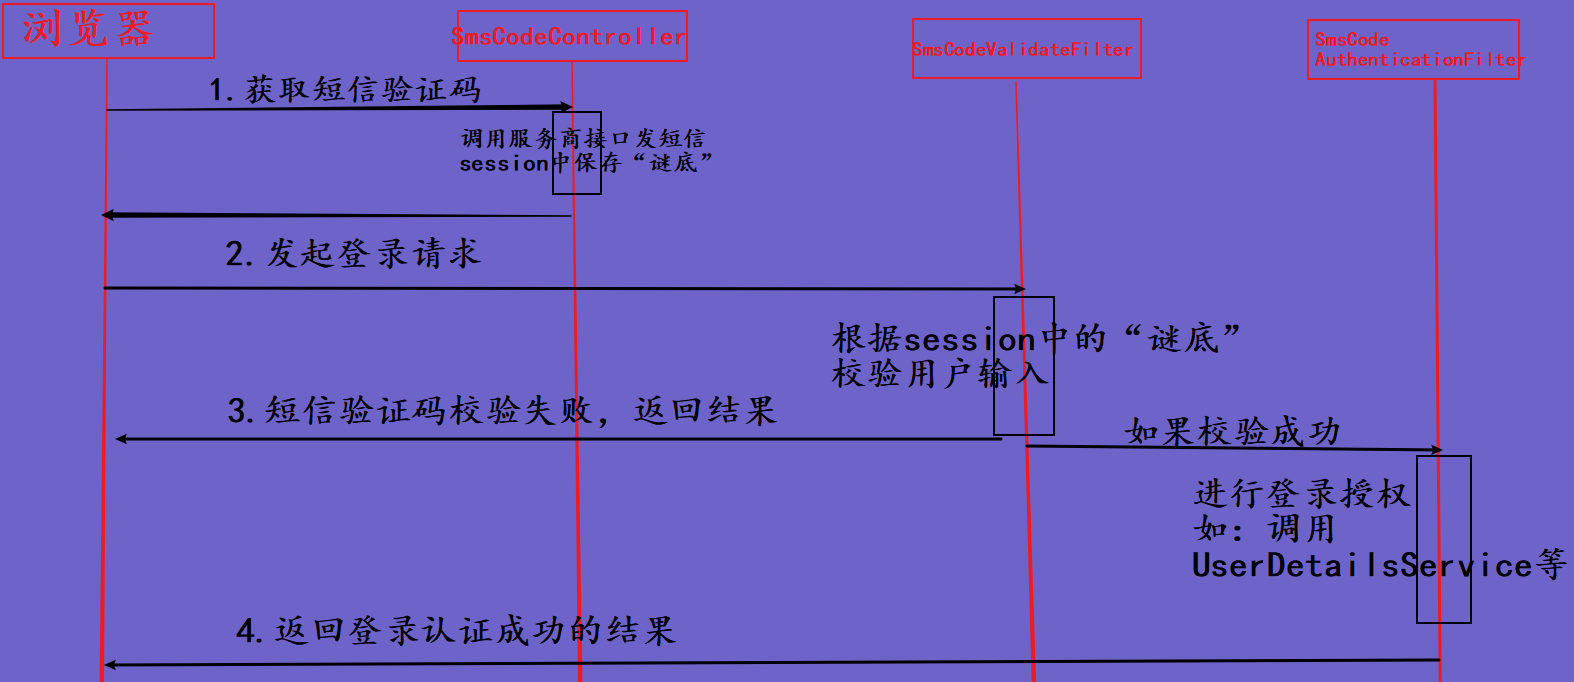 浏览器
SmsCodeController
SmsCodeValidateFilter
SmsCode
AuthenticationFilter
1.获取短信验证码
调用服务商接口发短信
session中保存“谜底”
2.发起登录请求
根据session中的“谜底”
校验用户输入
3.短信验证码校验失败，返回结果
如果校验成功
进行登录授权
如：调用
UserDetailsService等
4.返回登录认证成功的结果